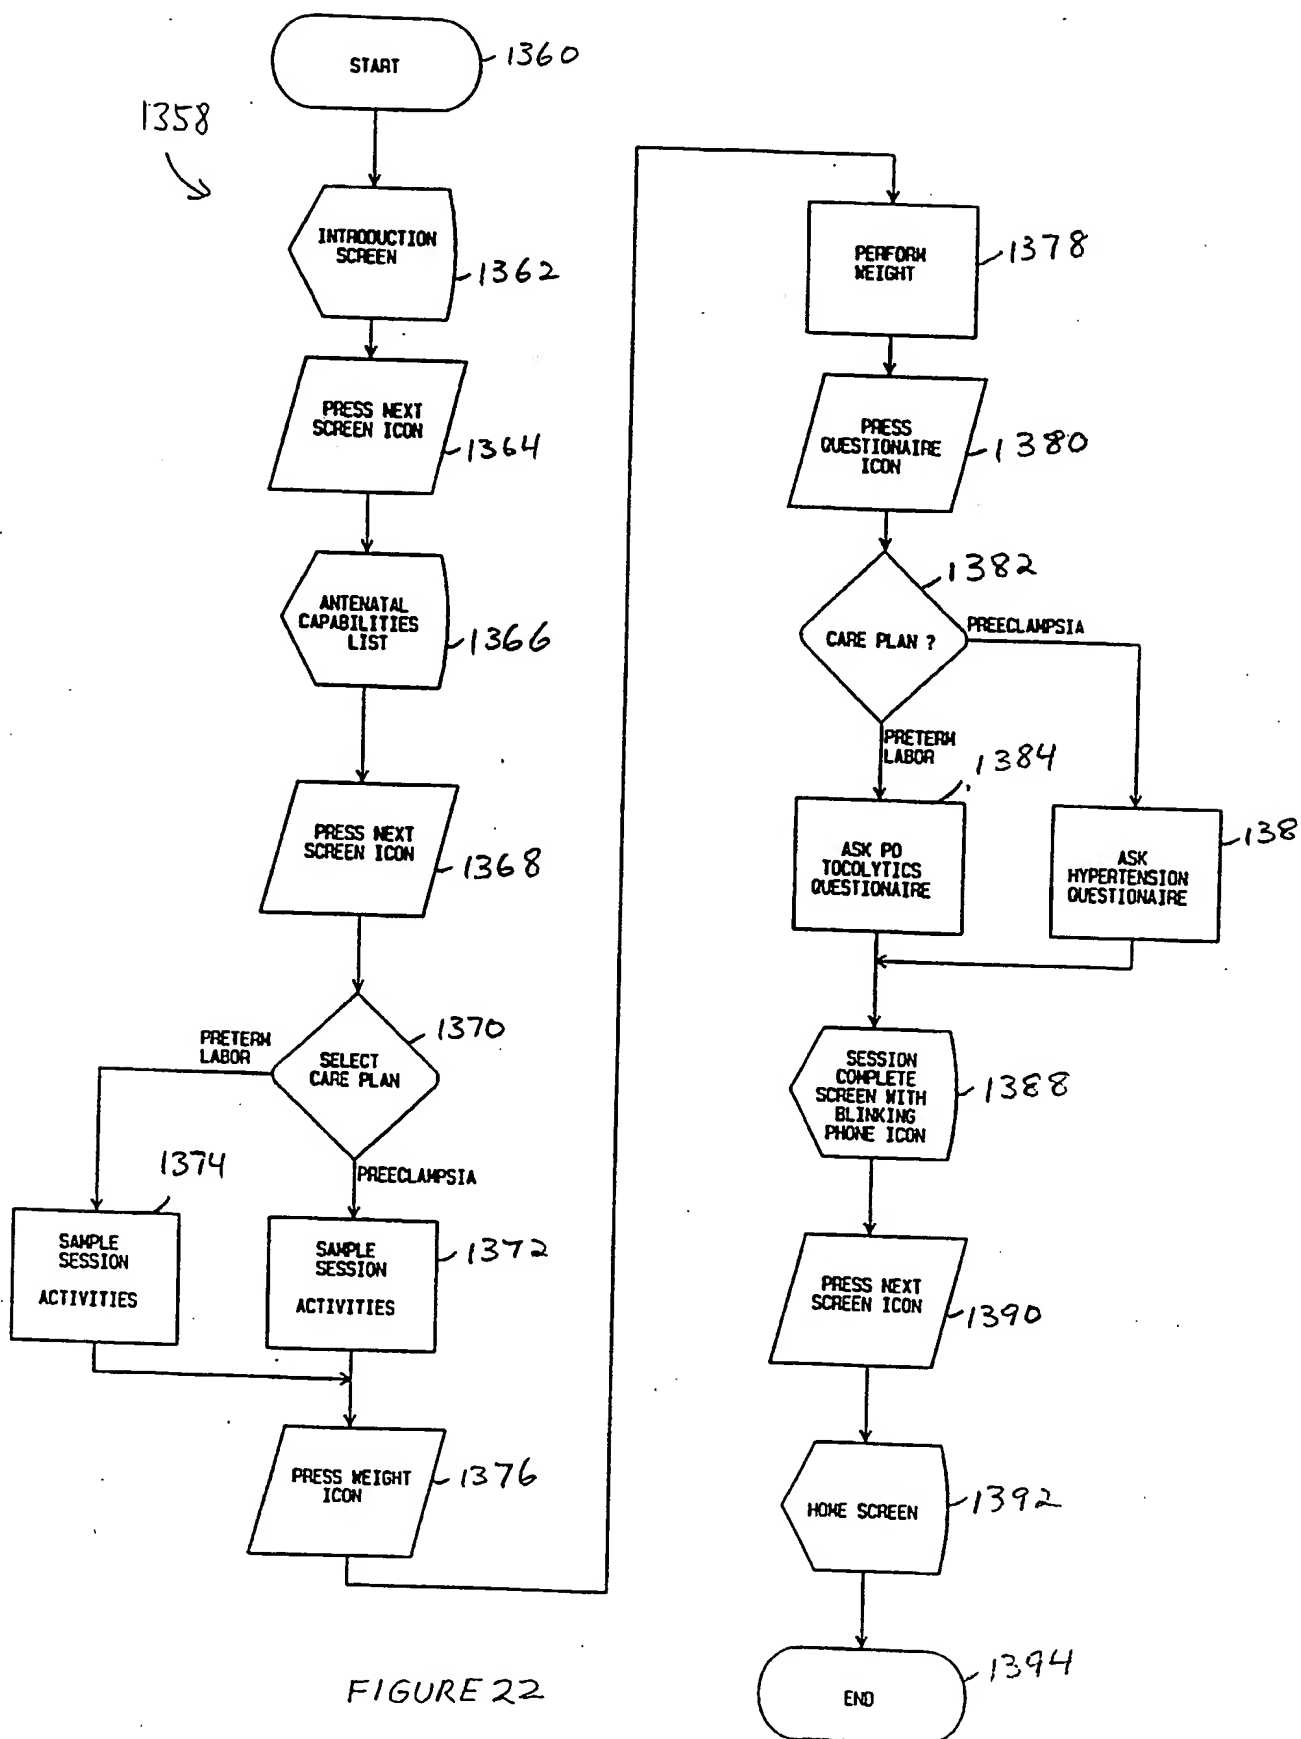 START
1360
1358
INTRODUCTION
SCREEN
1362
PRESS NEXT
SCREEN ICON
1364
ANTENATAL
CAPABILITIES
LIST
1366
PRESS NEXT
SCREEN ICON
1368
SELECT
CARE PLAN
1370
PRETERM
LABOR
PREECLAMPSIA
1374
SAMPLE
SESSION
ACTIVITIES
SAMPLE
SESSION
ACTIVITIES
1372
PRESS WEIGHT
ICON
1376
PERFORM
WEIGHT
1378
PRESS
QUESTIONAIRE
ICON
1380
1382
CARE PLAN ?
PREECLAMPSIA
PRETERM
LABOR
1384
ASK PO
TOCOLYTICS
QUESTIONAIRE
ASK
HYPERTENSION
QUESTIONAIRE
138
SESSION
COMPLETE
SCREEN WITH
BLINKING
PHONE ICON
1388
PRESS NEXT
SCREEN ICON
1390
HOME SCREEN
1392
END
1394
FIGURE 22